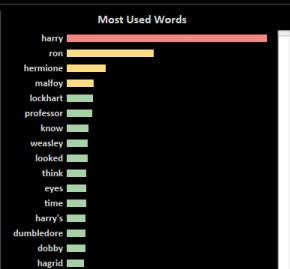 Most Used Words
harry
ron
hermione
malfoy
lockhart
professor
know
weasley
looked
think
eyes
time
harry's
dumbledore
dobby
hagrid